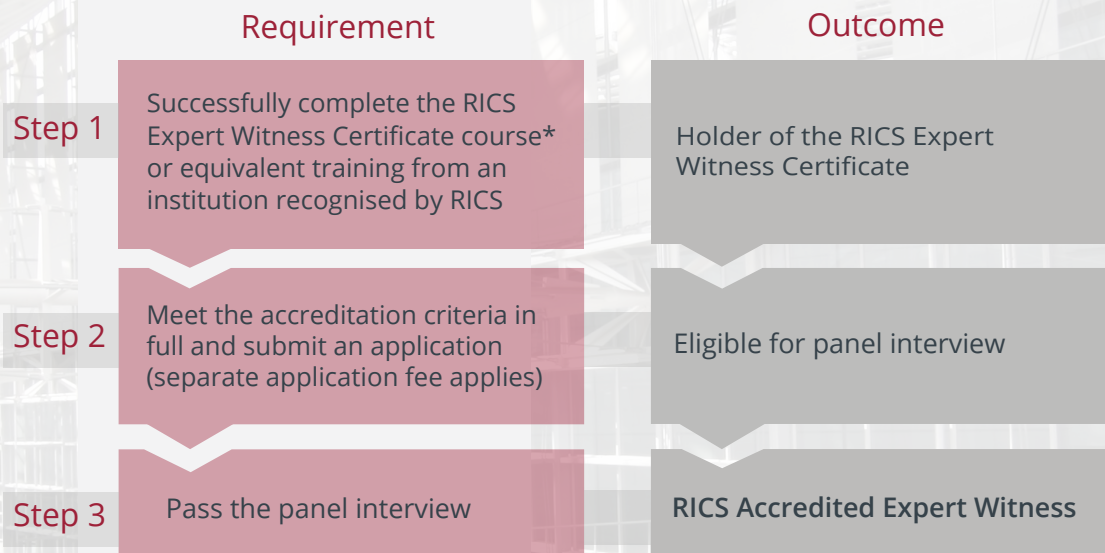 Requirement
Outcome
Step 1
Successfully complete the RICS
Expert Witness Certificate course*
or equivalent training from an
institution recognised by RICS
Holder of the RICS Expert
Witness Certificate
Step 2
Meet the accreditation criteria in
full and submit an application
(separate application fee applies)
Eligible for panel interview
Step 3
Pass the panel interview
RICS Accredited Expert Witness